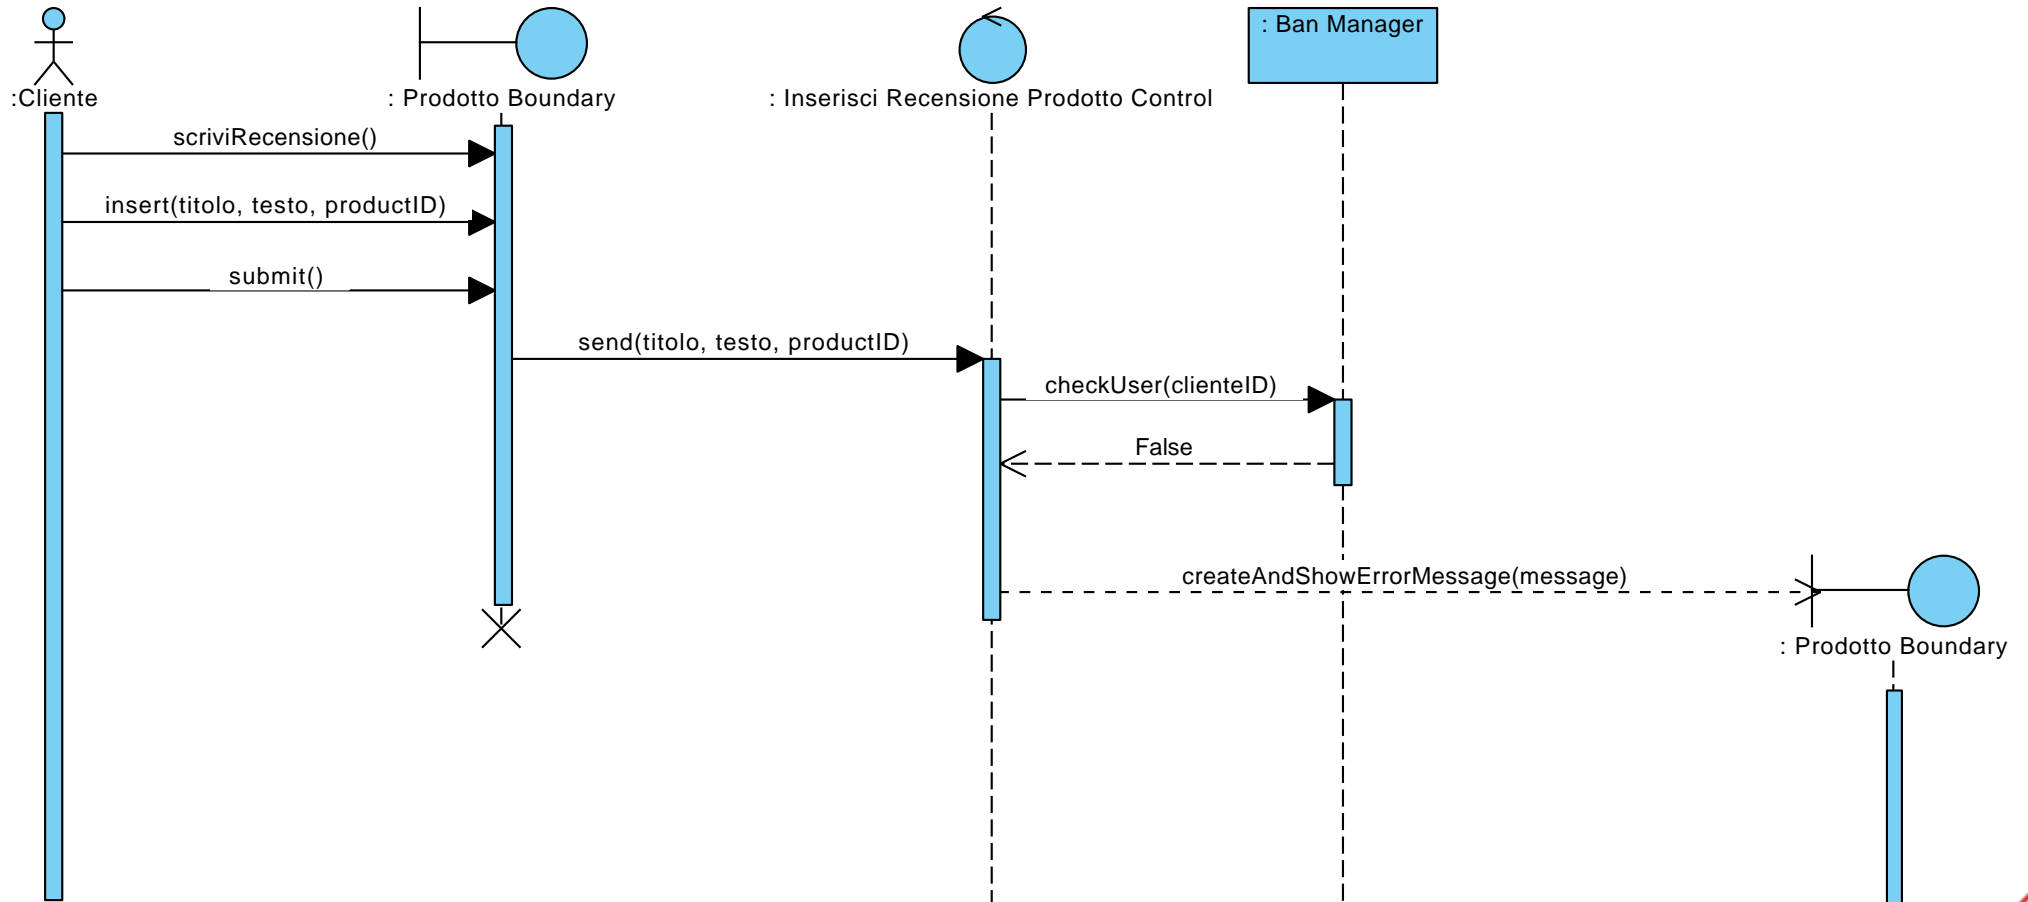 : Ban Manager
:Cliente
: Prodotto Boundary
: Inserisci Recensione Prodotto Control
scriviRecensione()
insert(titolo, testo, productID)
submit()
send(titolo, testo, productID)
checkUser(clienteID)
False
createAndShowErrorMessage(message)
: Prodotto Boundary